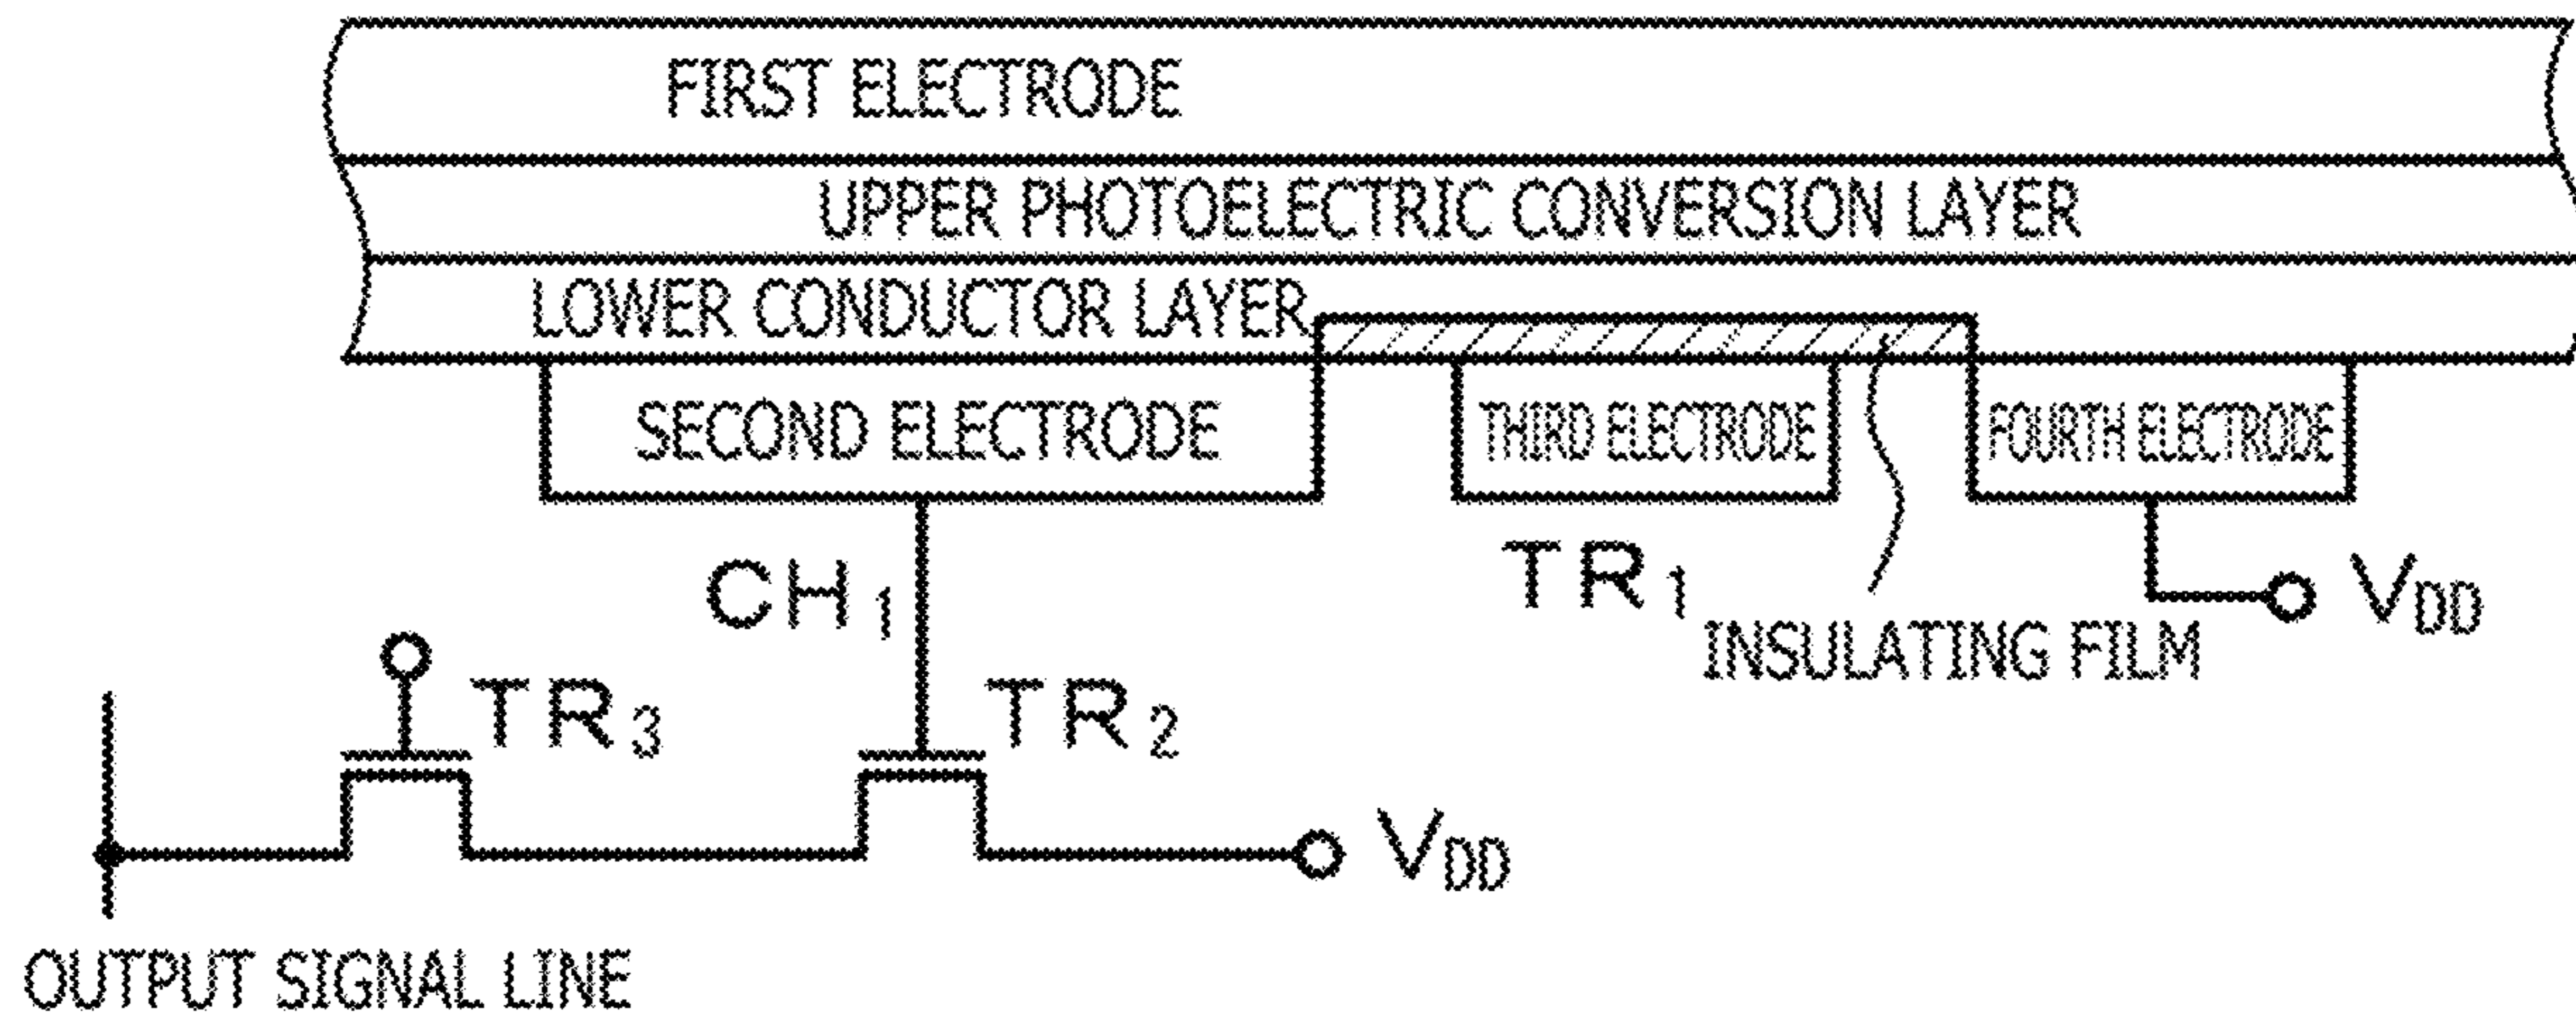 FIRST ELECTRODE
UPPER PHOTOELECTRIC CONVERSION LAYER
LOWER CONDUCTOR LAYER
SECOND ELECTRODE
THIRD ELECTRODE
FOURTH ELECTRODE
CH1
TR1
VDD
INSULATING FILM
TR3
TR2
VDD
OUTPUT SIGNAL LINE